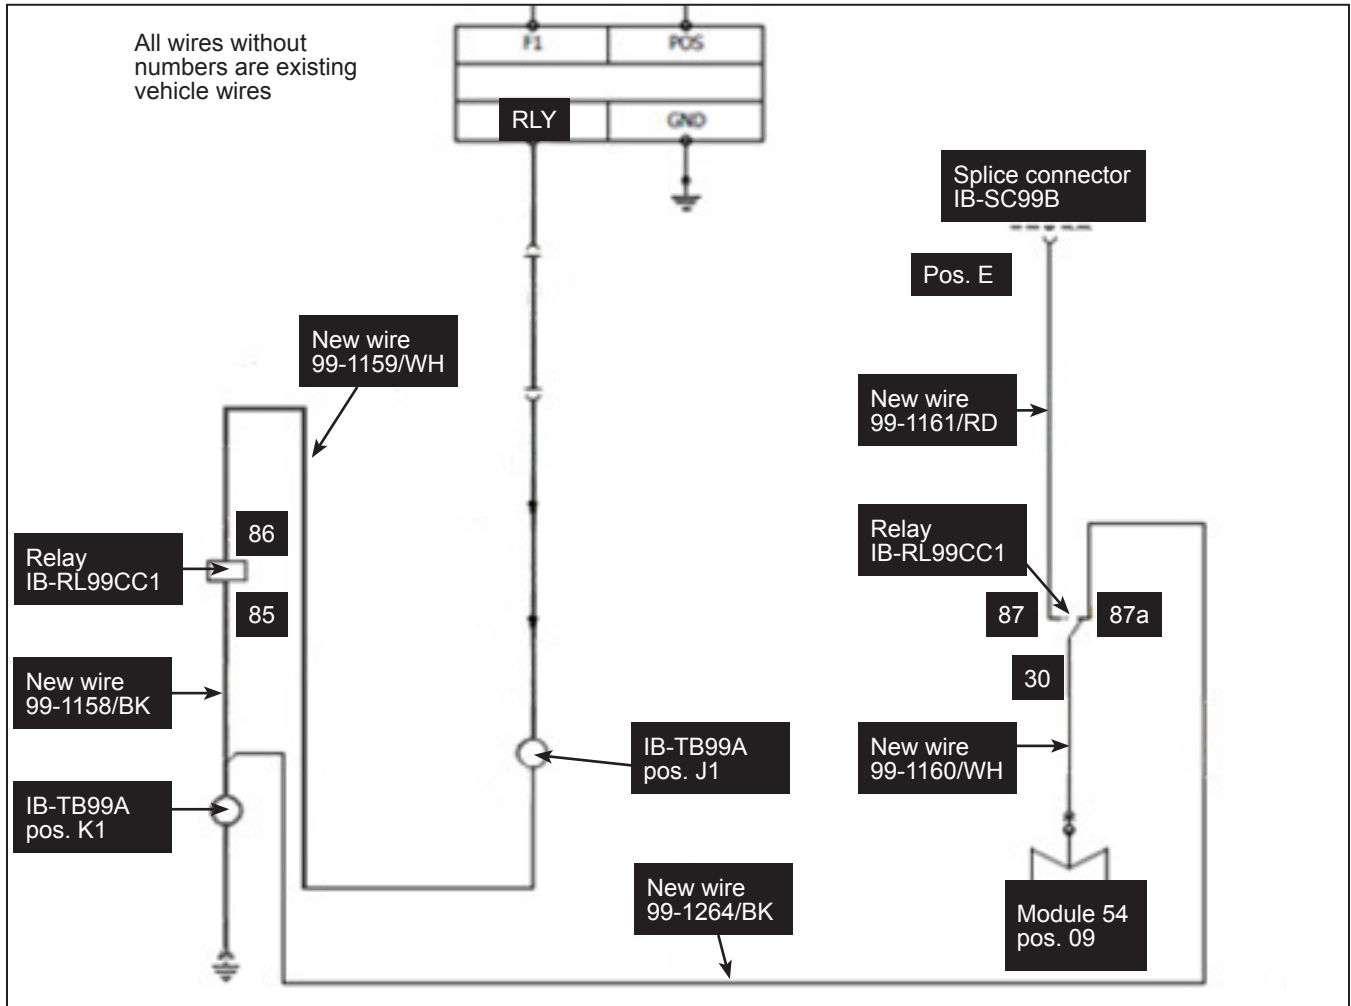 All wires without
numbers are existing
vehicle wires
F1
POS
RLY
GND
Splice connector
IB-SC99B
Pos. E
New wire
99-1159/WH
New wire
99-1161/RD
86
Relay
IB-RL99CC1
85
Relay
IB-RL99CC1
87
87a
30
New wire
99-1158/BK
IB-TB99A
pos. J1
New wire
99-1160/WH
IB-TB99A
pos. K1
New wire
99-1264/BK
Module 54
pos. 09